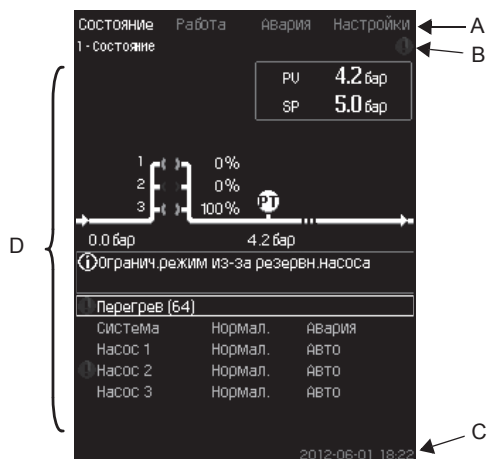 Состояние Работа Авария Настройки
A
1 - Состояние
B
PV 4.2 бар
SP 5.0 бар
D
1 0%
2 0%
3 100% PT
0.0 бар 4.2 бар
Огранич.режим из-за резервн.насоса
Перегрев (64)
Система Нормал. Авария
Насос 1 Нормал. Авто
Насос 2 Нормал. Авто
Насос 3 Нормал. Авто
2012-06-01 18:22
C